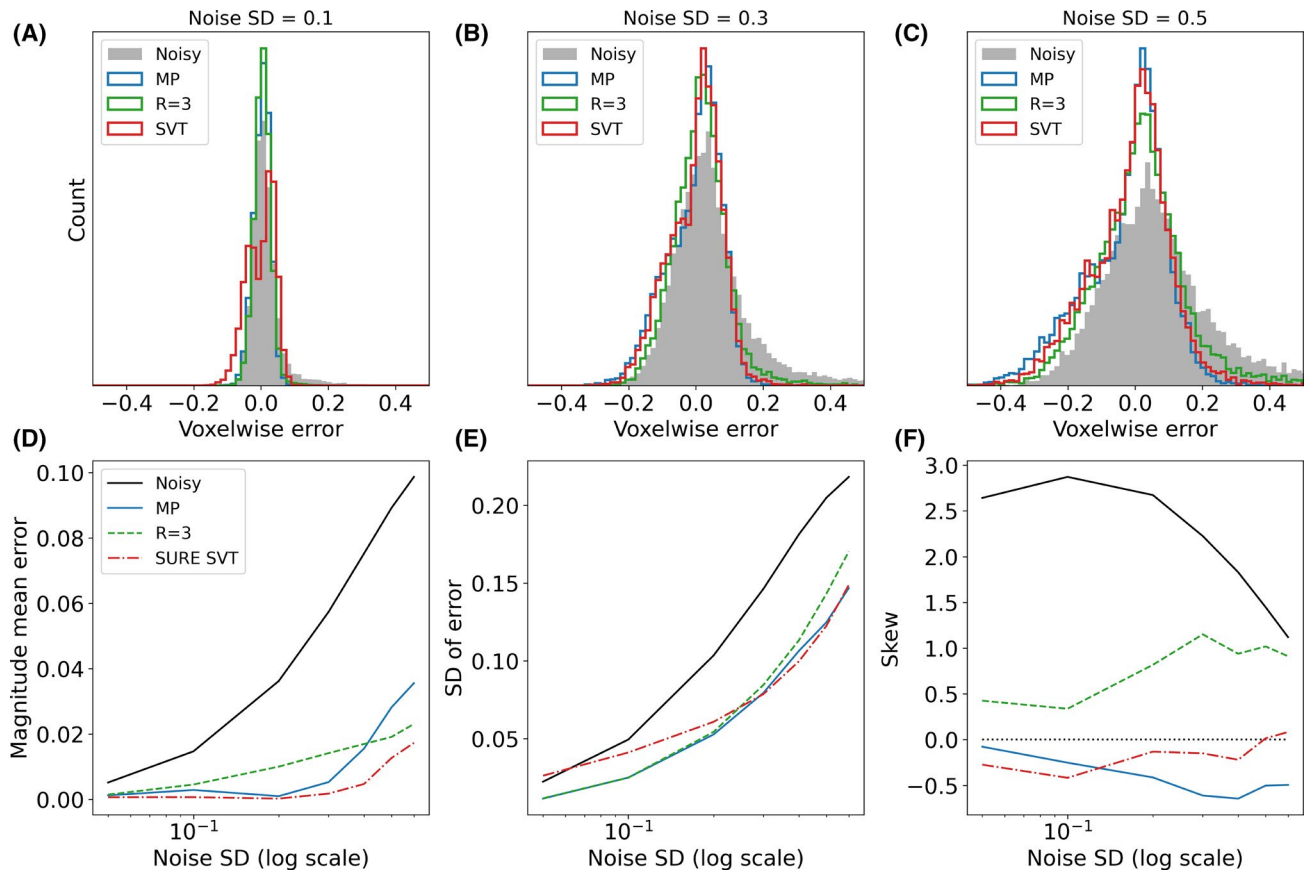 Noise SD = 0.1
Noise SD = 0.3
Noise SD = 0.5
(A)
(B)
(C)
Noisy
MP
R=3
SVT
Noisy
MP
R=3
SVT
Noisy
MP
R=3
SVT
Count
−0.4 −0.2 0.0 0.2 0.4
−0.4 −0.2 0.0 0.2 0.4
−0.4 −0.2 0.0 0.2 0.4
Voxelwise error
Voxelwise error
Voxelwise error
(D)
(E)
(F)
Magnitude mean error
0.10
0.08
0.06
0.04
0.02
0.00
Noisy
MP
R=3
SURE SVT
10⁻¹
Noise SD (log scale)
SD of error
0.20
0.15
0.10
0.05
10⁻¹
Noise SD (log scale)
Skew
3.0
2.5
2.0
1.5
1.0
0.5
0.0
−0.5
10⁻¹
Noise SD (log scale)